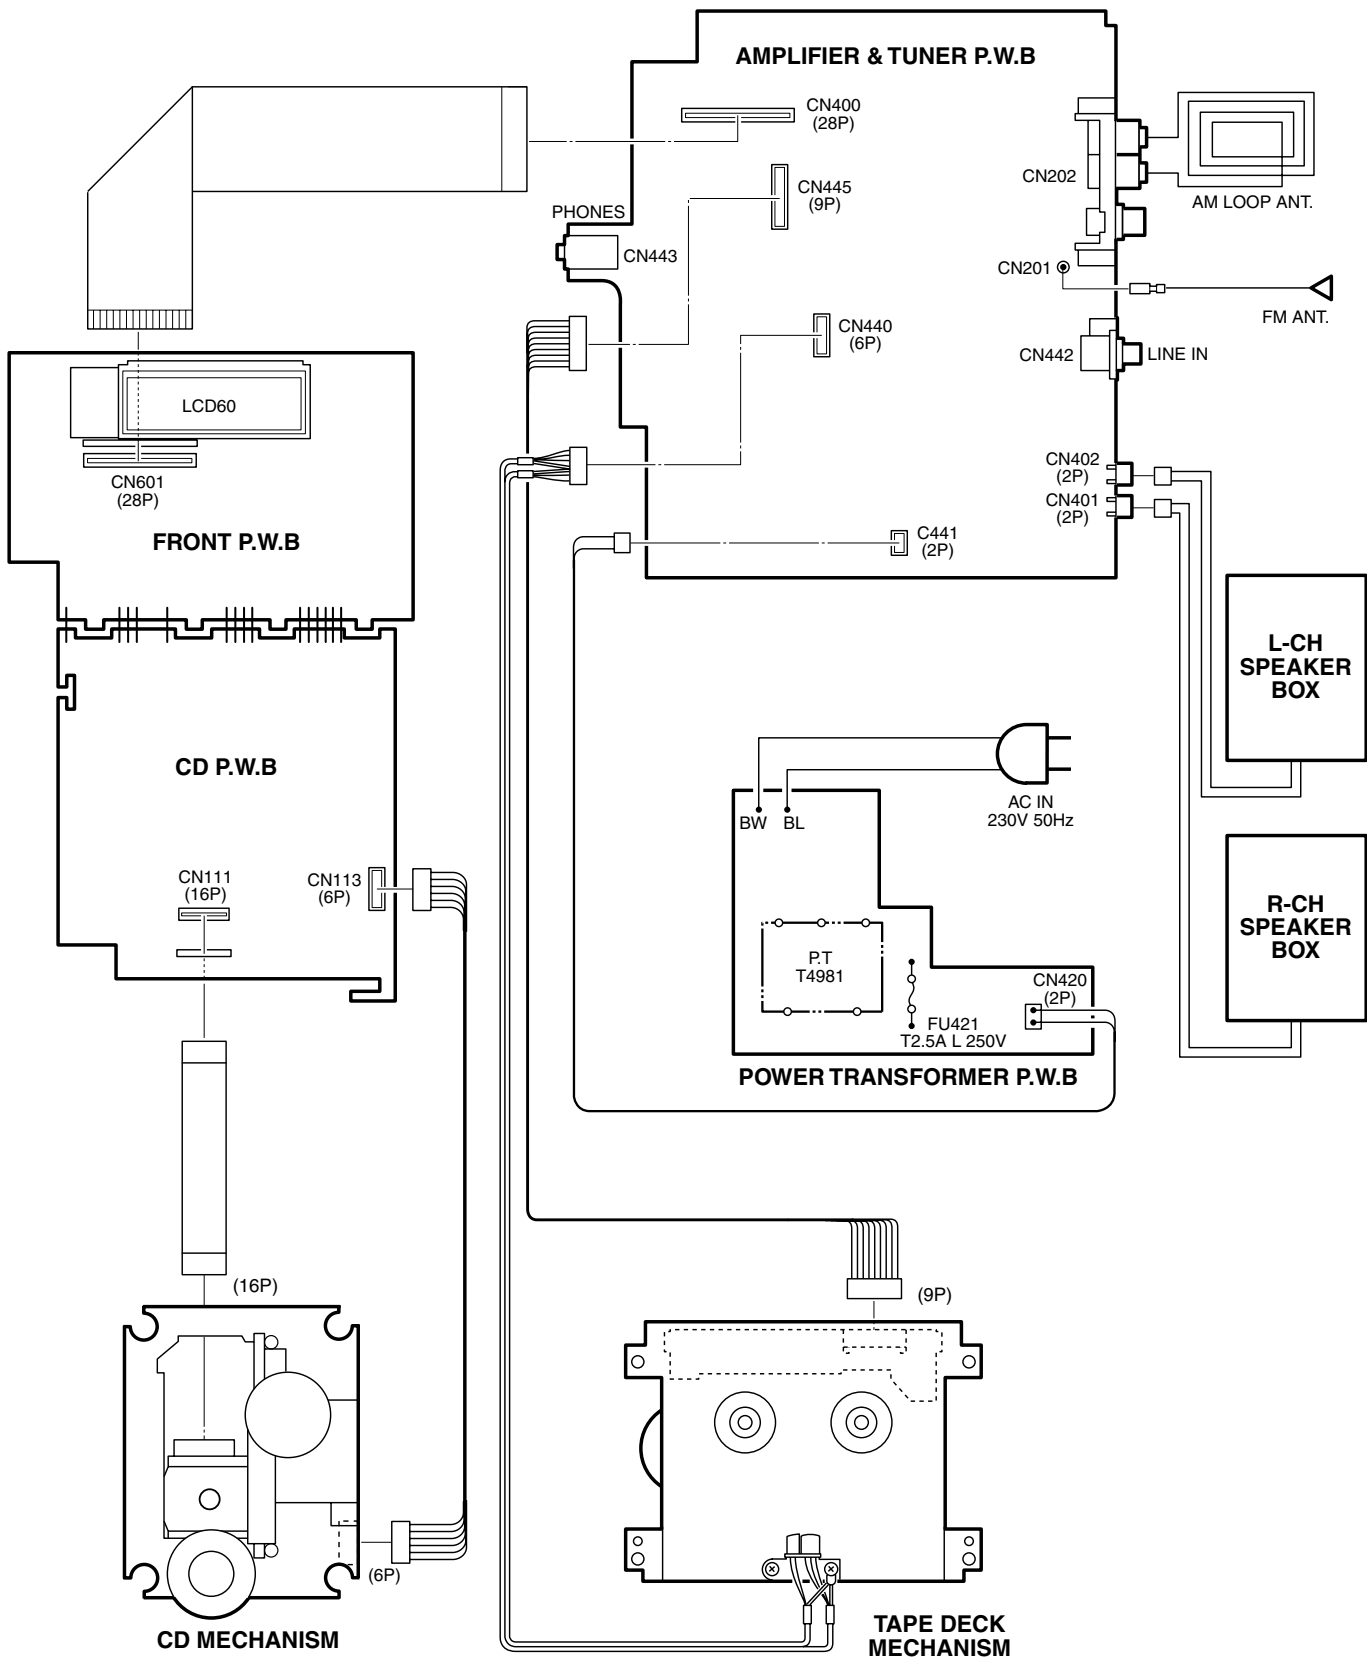 AMPLIFIER & TUNER P.W.B
CN400
(28P)
CN445
(9P)
CN202
AM LOOP ANT.
PHONES
CN443
CN201
FM ANT.
CN440
(6P)
CN442
LINE IN
LCD60
CN601
(28P)
FRONT P.W.B
CN402
(2P)
CN401
(2P)
C441
(2P)
L-CH
SPEAKER
BOX
CD P.W.B
AC IN
230V 50Hz
BW
BL
CN111
(16P)
CN113
(6P)
R-CH
SPEAKER
BOX
P.T
T4981
CN420
(2P)
FU421
T2.5A L 250V
POWER TRANSFORMER P.W.B
(16P)
(9P)
(6P)
CD MECHANISM
TAPE DECK
MECHANISM